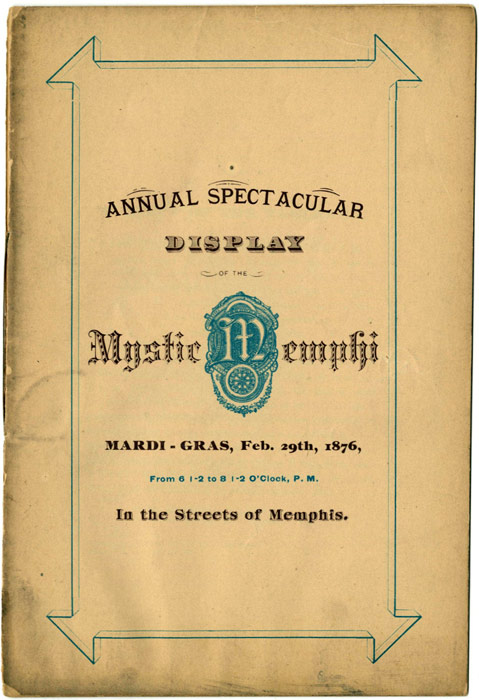 ANNUAL SPECTACULAR
DISPLAY
OF THE
Mystic Memphi
MARDI - GRAS, Feb. 29th, 1876,
From 6 1-2 to 8 1-2 O'Clock, P. M.
In the Streets of Memphis.